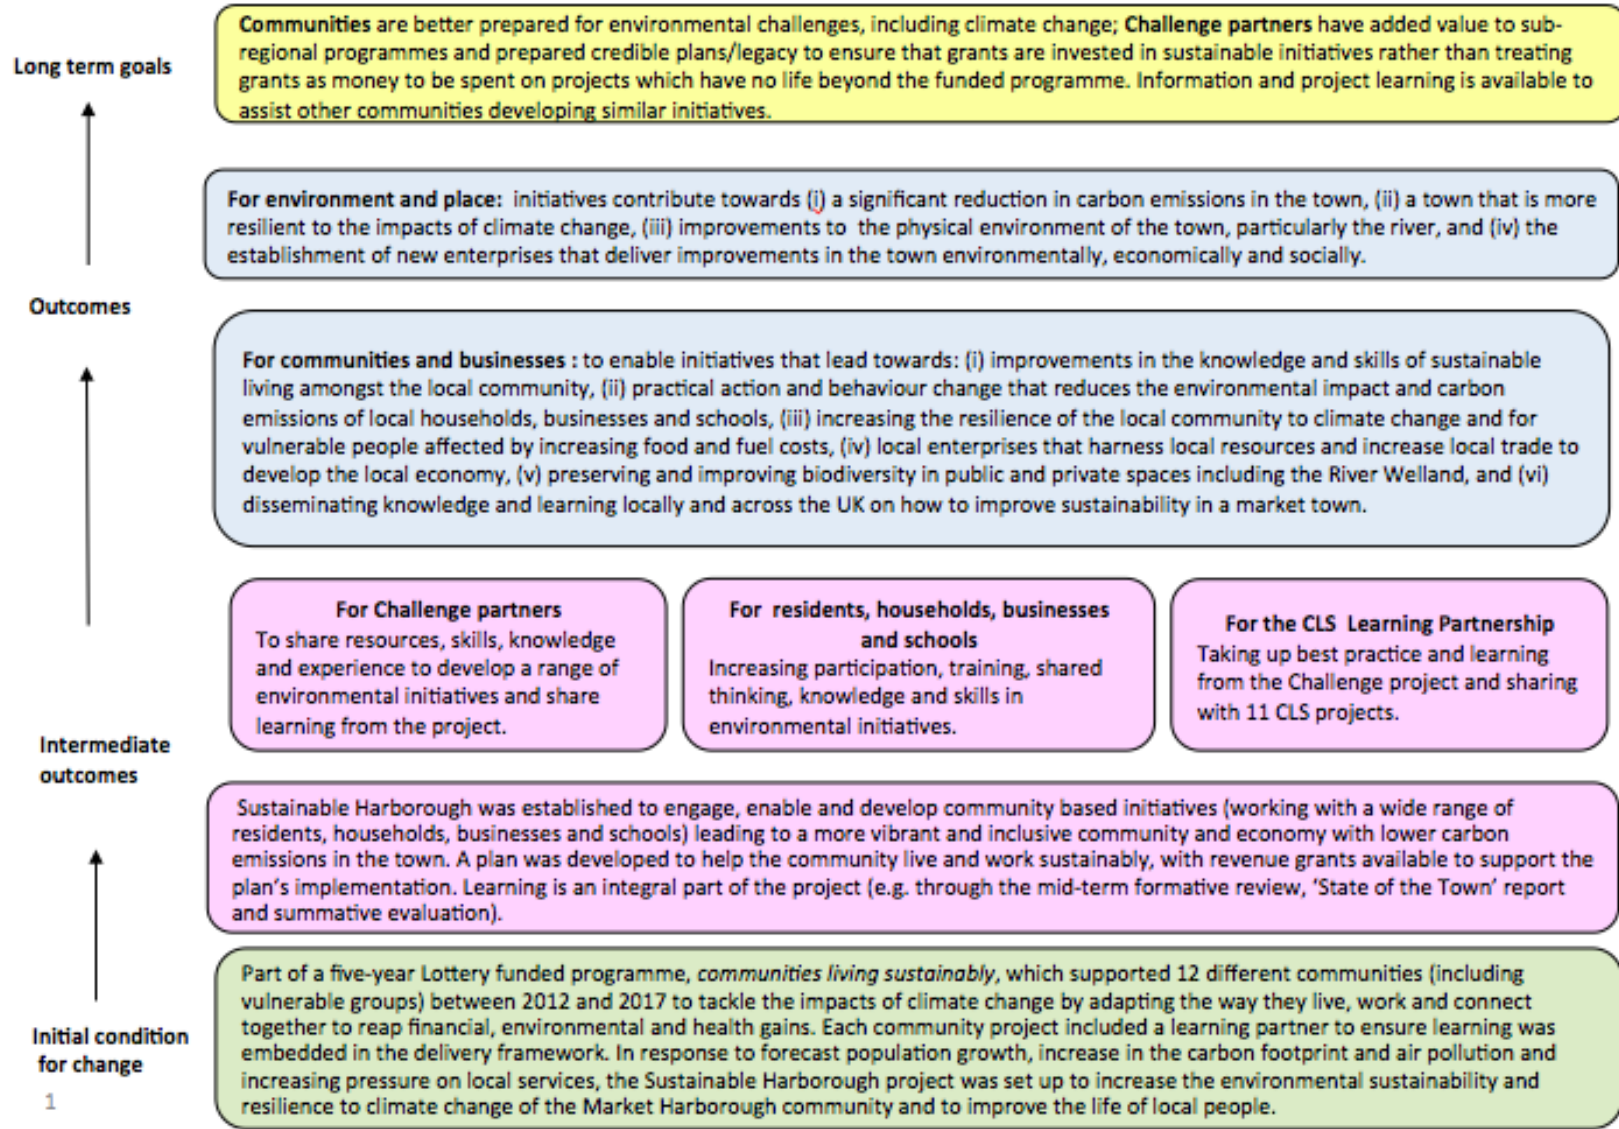 Long term goals
Communities are better prepared for environmental challenges, including climate change; Challenge partners have added value to sub-
regional programmes and prepared credible plans/legacy to ensure that grants are invested in sustainable initiatives rather than treating
grants as money to be spent on projects which have no life beyond the funded programme. Information and project learning is available to
assist other communities developing similar initiatives.
For environment and place: initiatives contribute towards (i) a significant reduction in carbon emissions in the town, (ii) a town that is more
resilient to the impacts of climate change, (iii) improvements to the physical environment of the town, particularly the river, and (iv) the
establishment of new enterprises that deliver improvements in the town environmentally, economically and socially.
Outcomes
For communities and businesses : to enable initiatives that lead towards: (i) improvements in the knowledge and skills of sustainable
living amongst the local community, (ii) practical action and behaviour change that reduces the environmental impact and carbon
emissions of local households, businesses and schools, (iii) increasing the resilience of the local community to climate change and for
vulnerable people affected by increasing food and fuel costs, (iv) local enterprises that harness local resources and increase local trade to
develop the local economy, (v) preserving and improving biodiversity in public and private spaces including the River Welland, and (vi)
disseminating knowledge and learning locally and across the UK on how to improve sustainability in a market town.
For Challenge partners
To share resources, skills, knowledge
and experience to develop a range of
environmental initiatives and share
learning from the project.
For residents, households, businesses
and schools
Increasing participation, training, shared
thinking, knowledge and skills in
environmental initiatives.
For the CLS Learning Partnership
Taking up best practice and learning
from the Challenge project and sharing
with 11 CLS projects.
Intermediate
outcomes
Sustainable Harborough was established to engage, enable and develop community based initiatives (working with a wide range of
residents, households, businesses and schools) leading to a more vibrant and inclusive community and economy with lower carbon
emissions in the town. A plan was developed to help the community live and work sustainably, with revenue grants available to support the
plan's implementation. Learning is an integral part of the project (e.g. through the mid-term formative review, 'State of the Town' report
and summative evaluation).
Initial condition
for change
Part of a five-year Lottery funded programme, communities living sustainably, which supported 12 different communities (including
vulnerable groups) between 2012 and 2017 to tackle the impacts of climate change by adapting the way they live, work and connect
together to reap financial, environmental and health gains. Each community project included a learning partner to ensure learning was
embedded in the delivery framework. In response to forecast population growth, increase in the carbon footprint and air pollution and
increasing pressure on local services, the Sustainable Harborough project was set up to increase the environmental sustainability and
resilience to climate change of the Market Harborough community and to improve the life of local people.
1